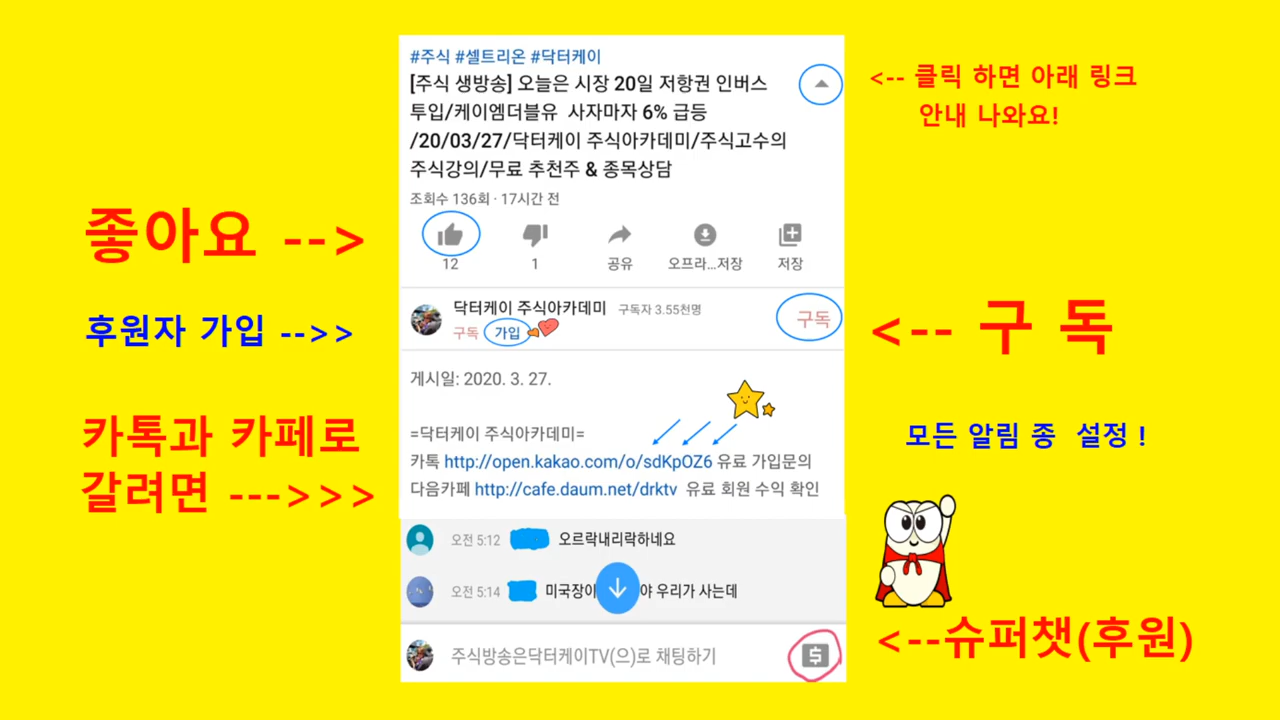 #주식 #셀트리온 #닥터케이
[주식 생방송] 오늘은 시장 20일 저항권 인버스
투입/케이엠더블유 사자마자 6% 급등
/20/03/27/닥터케이 주식아카데미/주식고수의
주식강의/무료 추천주 & 종목상담
조회수 136회 · 17시간 전
<-- 클릭 하면 아래 링크
안내 나와요!
좋아요 -->
12
1
공유
오프라...저장
저장
후원자 가입 -->>
닥터케이 주식아카데미 구독자 3.55천명
구독 가입
구독
<-- 구 독
게시일: 2020. 3. 27.
카톡과 카페로
갈려면 --->>>
=닥터케이 주식아카데미=
카톡 http://open.kakao.com/o/sdKpOZ6 유료 가입문의
다음카페 http://cafe.daum.net/drktv 유료 회원 수익 확인
모든 알림 종 설정 !
오전 5:12 오르락내리락하네요
오전 5:14 미국장이 야 우리가 사는데
주식방송은닥터케이TV(으)로 채팅하기
$
<--슈퍼챗(후원)